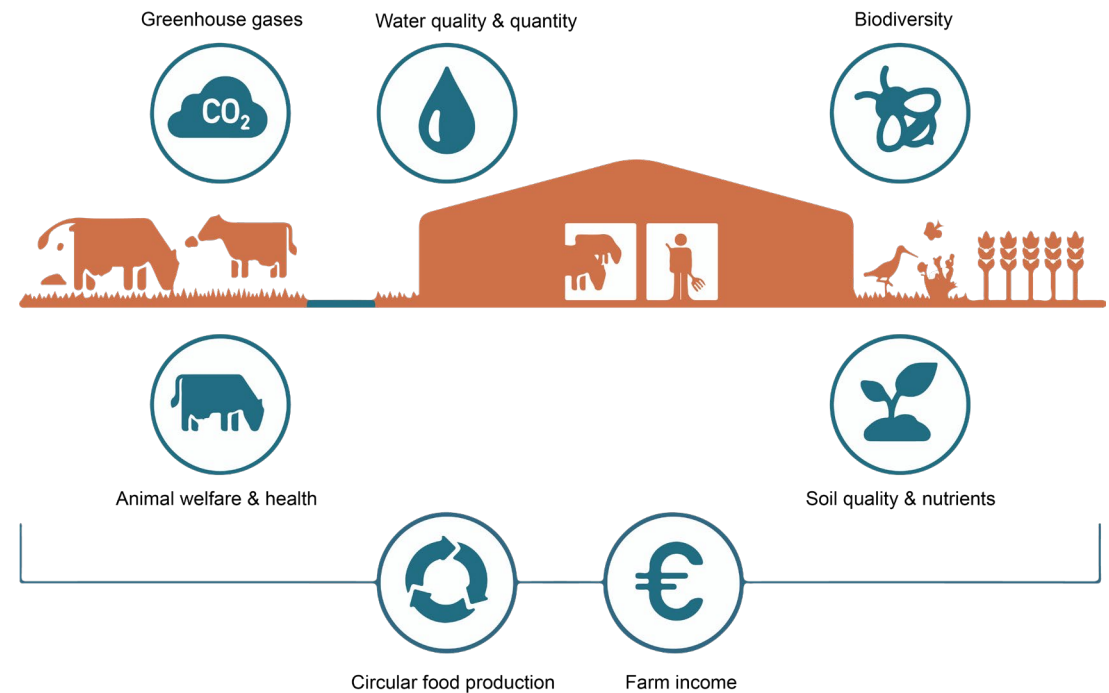 Greenhouse gases
Water quality & quantity
Biodiversity
CO₂
Animal welfare & health
Soil quality & nutrients
€
Circular food production
Farm income